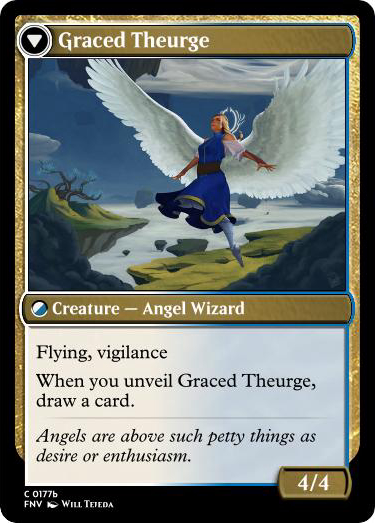 Graced Theurge
Creature — Angel Wizard
Flying, vigilance
When you unveil Graced Theurge,
draw a card.
Angels are above such petty things as
desire or enthusiasm.
4/4
C 0177b
FNV Will Tejeda